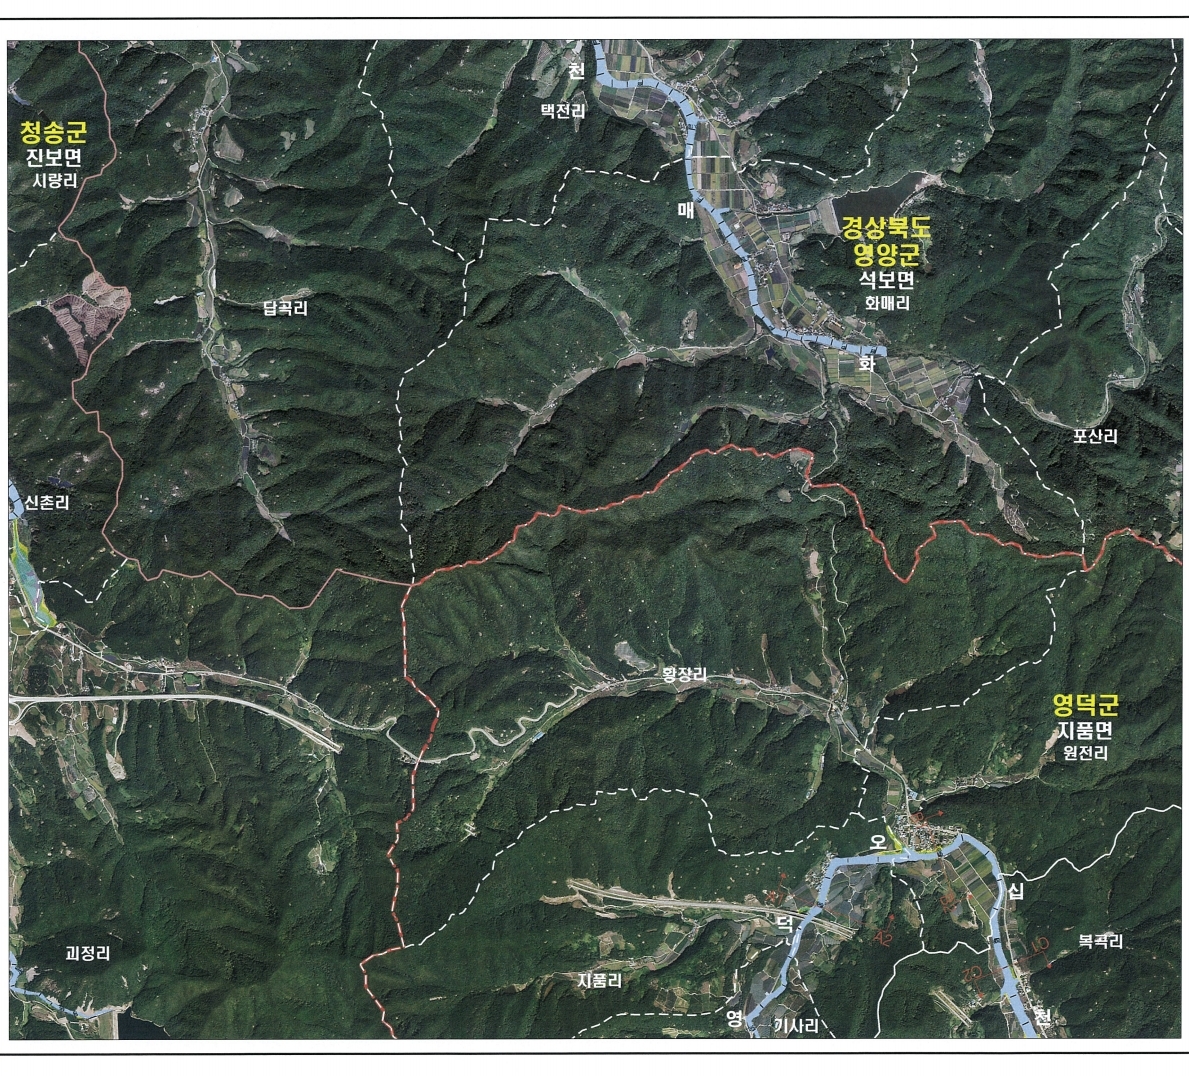 천
택전리
청송군
진보면
시량리
매
경상북도
영양군
석보면
화매리
답곡리
화
포산리
신촌리
황장리
영덕군
지품면
원전리
오
십
덕
42
복곡리
괴정리
지품리
20
영
기사리
천